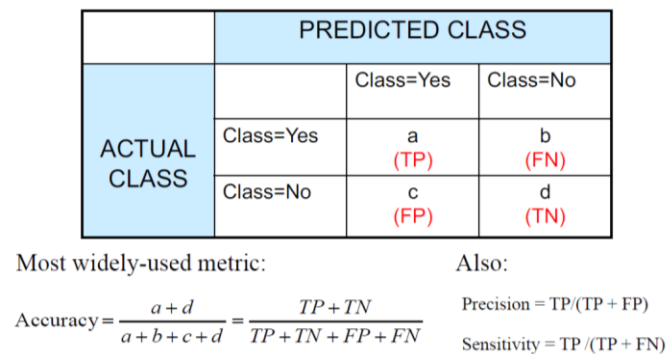 PREDICTED CLASS
Class=Yes Class=No
ACTUAL CLASS
Class=Yes a (TP) b (FN)
Class=No c (FP) d (TN)
Most widely-used metric:
Accuracy = a + d / a + b + c + d = TP + TN / TP + TN + FP + FN
Also:
Precision = TP/(TP + FP)
Sensitivity = TP /(TP + FN)